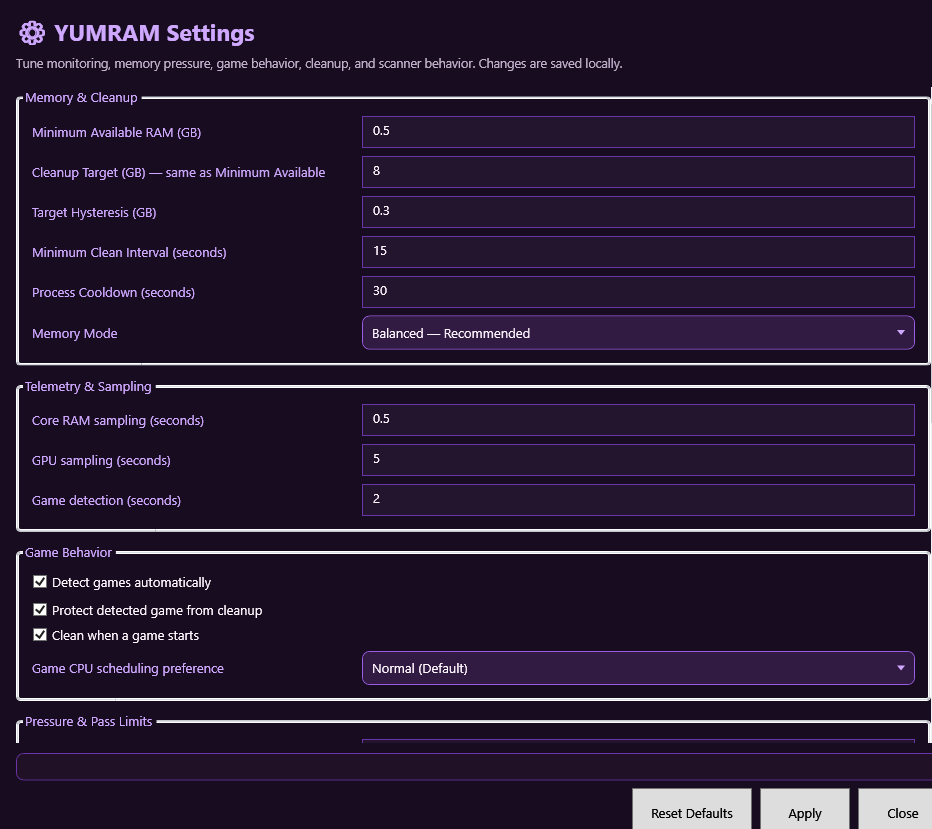 YUMRAM Settings
Tune monitoring, memory pressure, game behavior, cleanup, and scanner behavior. Changes are saved locally.
Memory & Cleanup
Minimum Available RAM (GB) 0.5
Cleanup Target (GB) — same as Minimum Available 8
Target Hysteresis (GB) 0.3
Minimum Clean Interval (seconds) 15
Process Cooldown (seconds) 30
Memory Mode Balanced — Recommended
Telemetry & Sampling
Core RAM sampling (seconds) 0.5
GPU sampling (seconds) 5
Game detection (seconds) 2
Game Behavior
Detect games automatically
Protect detected game from cleanup
Clean when a game starts
Game CPU scheduling preference Normal (Default)
Pressure & Pass Limits
Reset Defaults Apply Close